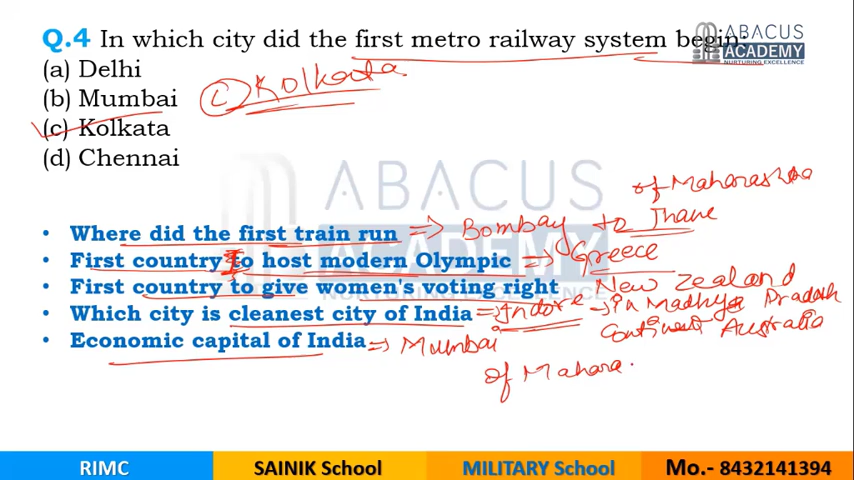 Q.4 In which city did the first metro railway system begin:
ABACUS
ACADEMY
NURTURING EXCELLENCE
(a) Delhi
(b) Mumbai
(c) Kolkata
(d) Chennai
(c) Kolkata
ABACUS
ACADEMY
NURTURING EXCELLENCE
• Where did the first train run => Bombay to Thane
of Maharashtra
• First country to host modern Olympic => Greece
• First country to give women's voting right New Zealand
• Which city is cleanest city of India => Indore -> in Madhya Pradesh
Continent Australia
• Economic capital of India => Mumbai
of Mahara
RIMC
SAINIK School
MILITARY School
Mo.- 8432141394